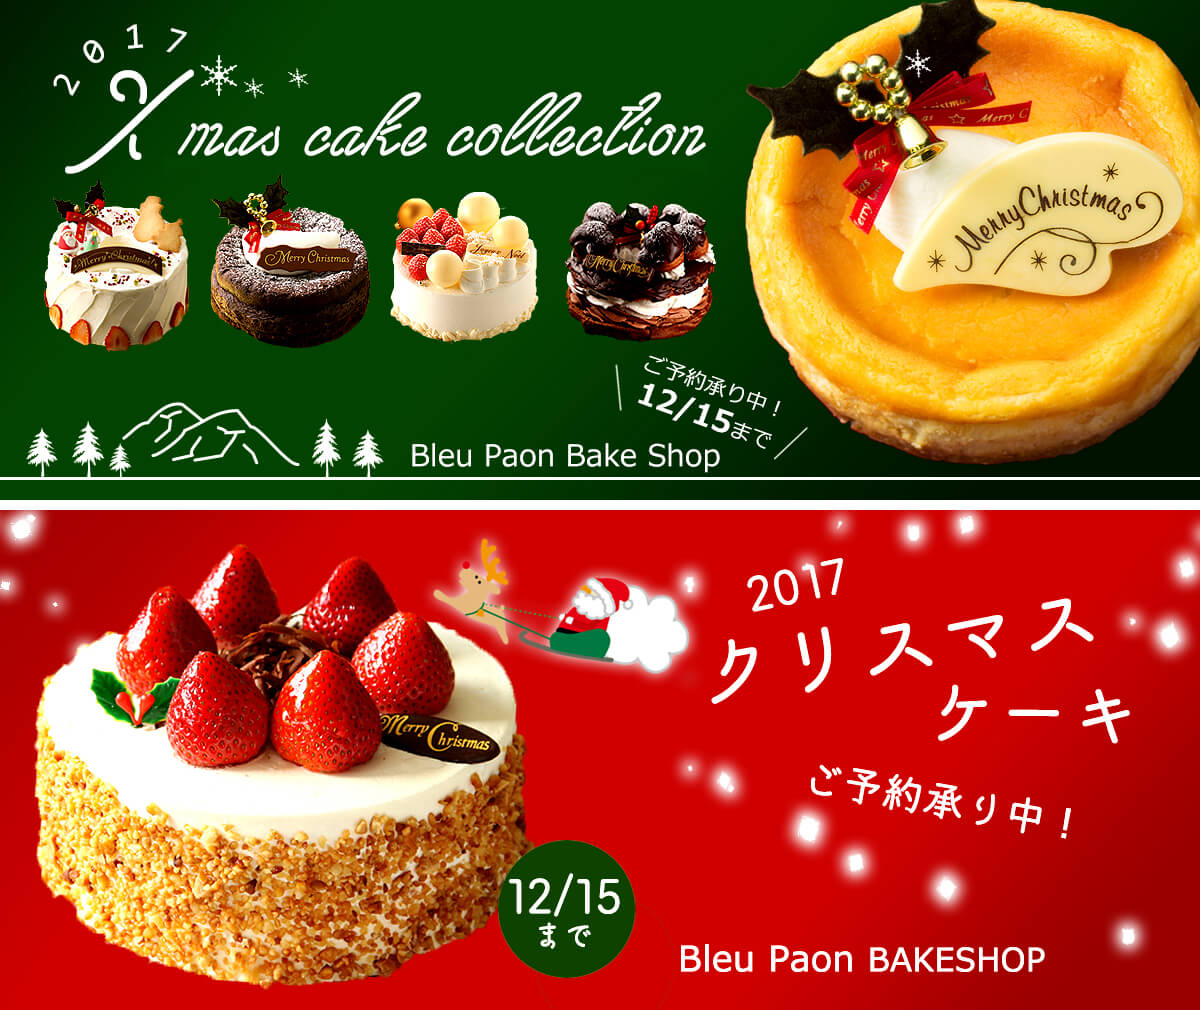 2017
Xmas cake collection
Merry Christmas
Merry Christmas
Joyeux Noël
Merry Christmas
Merry Christmas
ご予約承り中！
12/15まで
Bleu Paon Bake Shop
2017
クリスマス
ケーキ
Merry Christmas
ご予約承り中！
12/15
まで
Bleu Paon BAKESHOP